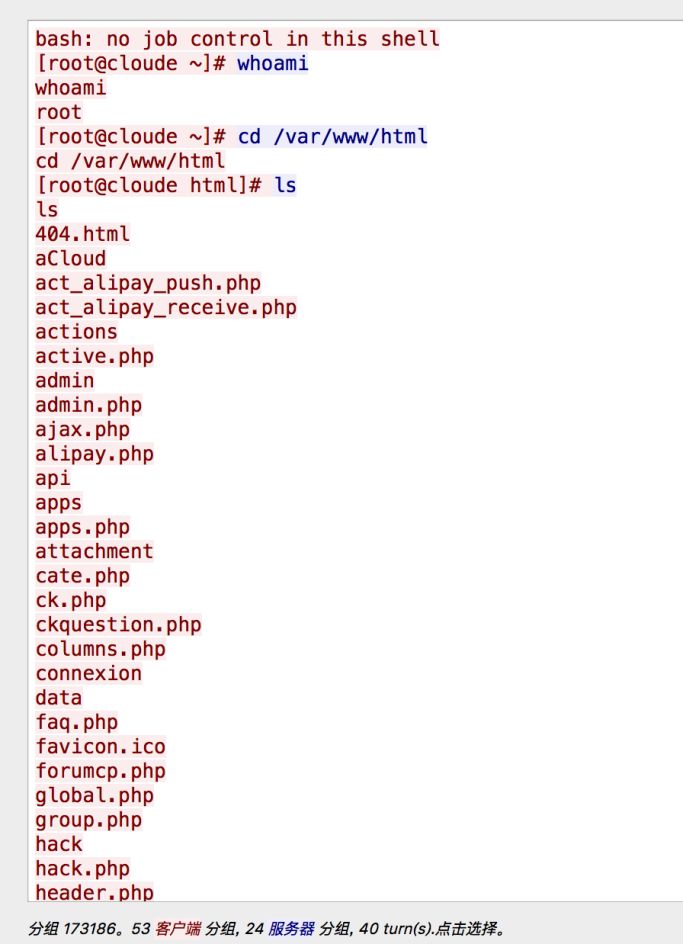 bash: no job control in this shell
[root@cloude ~]# whoami
whoami
root
[root@cloude ~]# cd /var/www/html
cd /var/www/html
[root@cloude html]# ls
ls
404.html
aCloud
act_alipay_push.php
act_alipay_receive.php
actions
active.php
admin
admin.php
ajax.php
alipay.php
api
apps
apps.php
attachment
cate.php
ck.php
ckquestion.php
columns.php
connexion
data
faq.php
favicon.ico
forumcp.php
global.php
group.php
hack
hack.php
header.php
分组 173186。53 客户端 分组, 24 服务器 分组, 40 turn(s).点击选择。